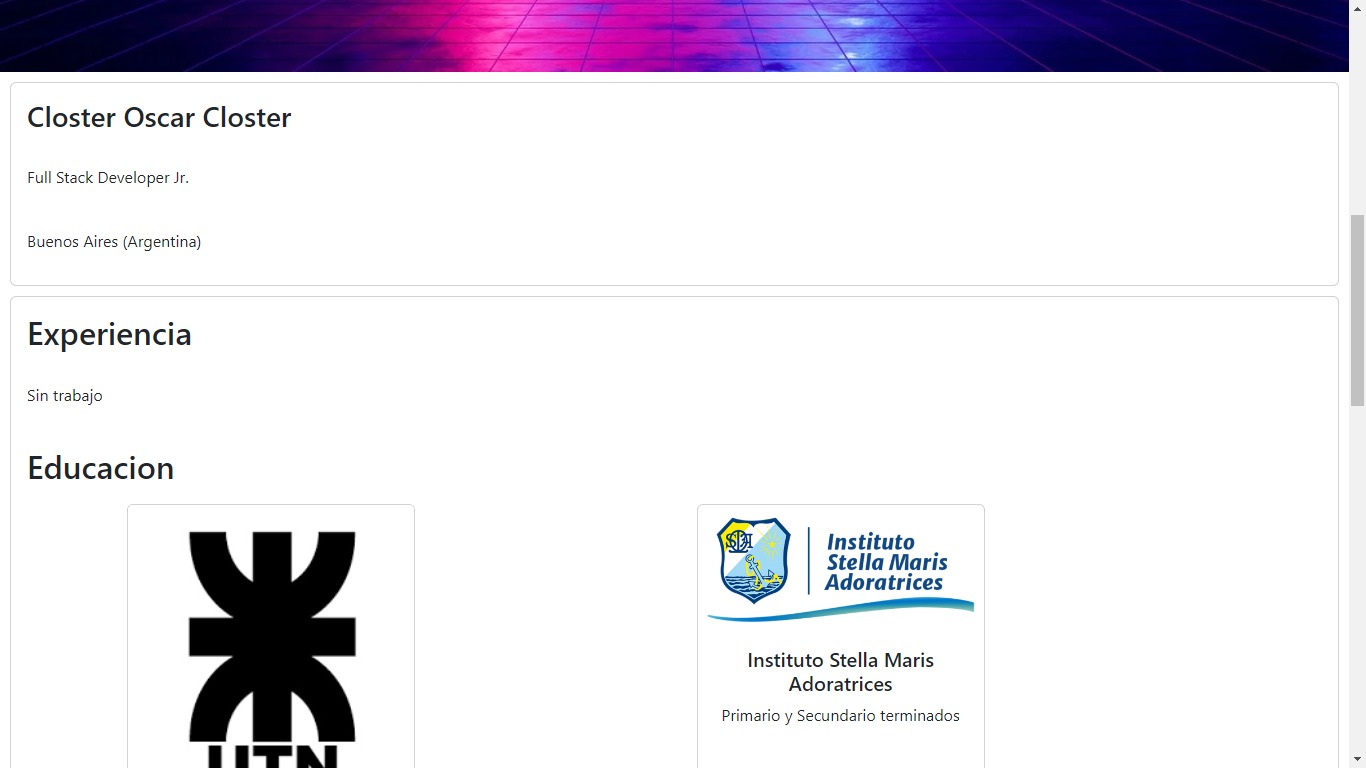 Closter Oscar Closter
Full Stack Developer Jr.
Buenos Aires (Argentina)
Experiencia
Sin trabajo
Educacion
UTN
Instituto
Stella Maris
Adoratrices
Instituto Stella Maris
Adoratrices
Primario y Secundario terminados